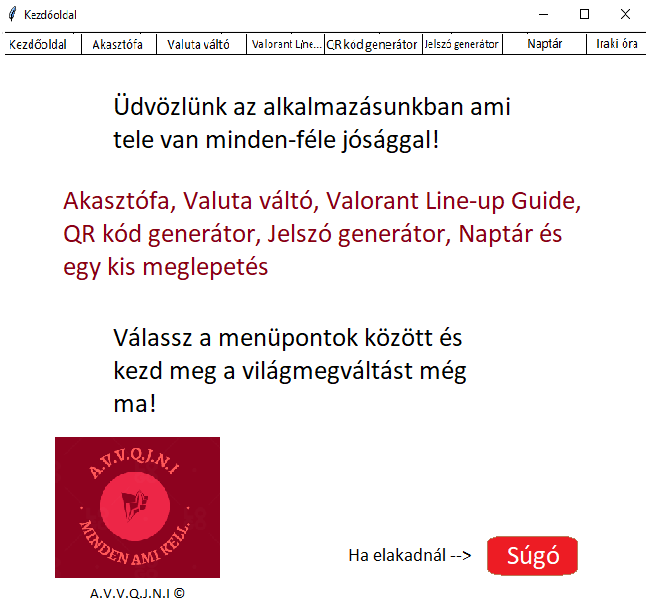 Kezdőoldal
Kezdőoldal Akasztófa Valuta váltó Valorant Line... QR kod generátor Jelszó generátor Naptár Iraki óra
Üdvözlünk az alkalmazásunkban ami
tele van minden-féle jósággal!
Akasztófa, Valuta váltó, Valorant Line-up Guide,
QR kód generátor, Jelszó generátor, Naptár és
egy kis meglepetés
Válassz a menüpontok között és
kezd meg a világmegváltást még
ma!
A.V.V.Q.J.N.I
· MINDEN AMI KELL. ·
Ha elakadnál --> Súgó
A.V.V.Q.J.N.I ©